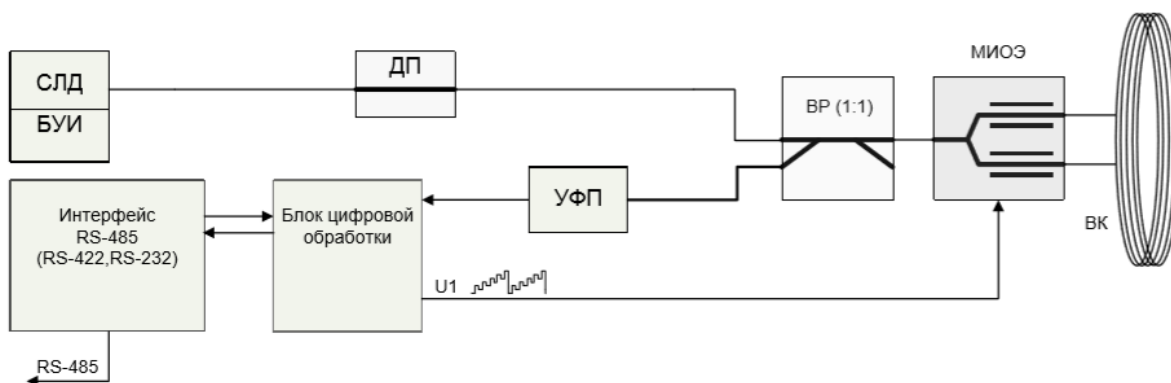 МИОЭ
СЛД
БУИ
ДП
ВР (1:1)
ВК
УФП
Интерфейс
RS-485
(RS-422,RS-232)
Блок цифровой
обработки
U1
RS-485